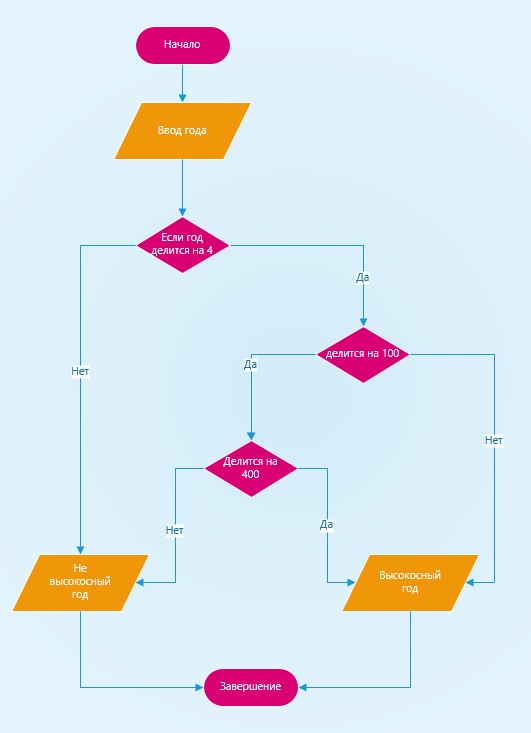 Начало
Ввод года
Если год
делится на 4
Да
делится на 100
Да
Нет
Нет
Делится на
400
Да
Нет
Не
высокосный
год
Высокосный
год
Завершение